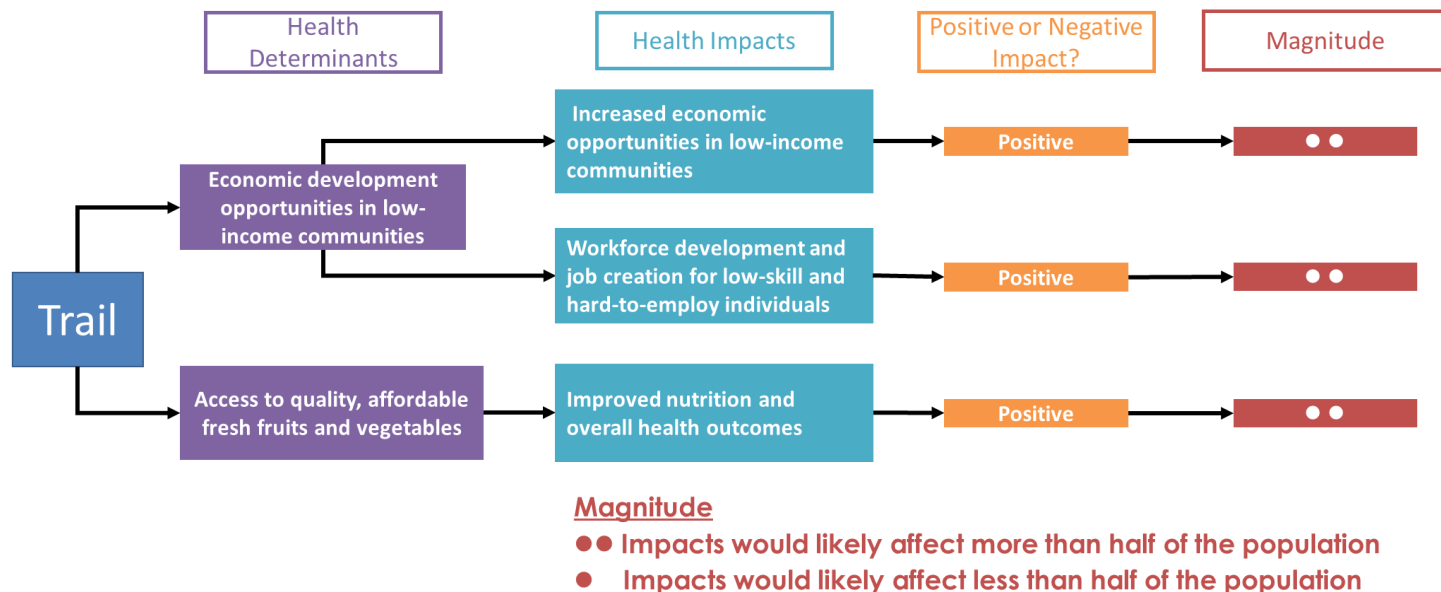 Health
Determinants
Health Impacts
Positive or Negative
Impact?
Magnitude
Trail
Economic development
opportunities in low-
income communities
Increased economic
opportunities in low-income
communities
Positive
Workforce development and
job creation for low-skill and
hard-to-employ individuals
Positive
Access to quality, affordable
fresh fruits and vegetables
Improved nutrition and
overall health outcomes
Positive
Magnitude
●● Impacts would likely affect more than half of the population
● Impacts would likely affect less than half of the population